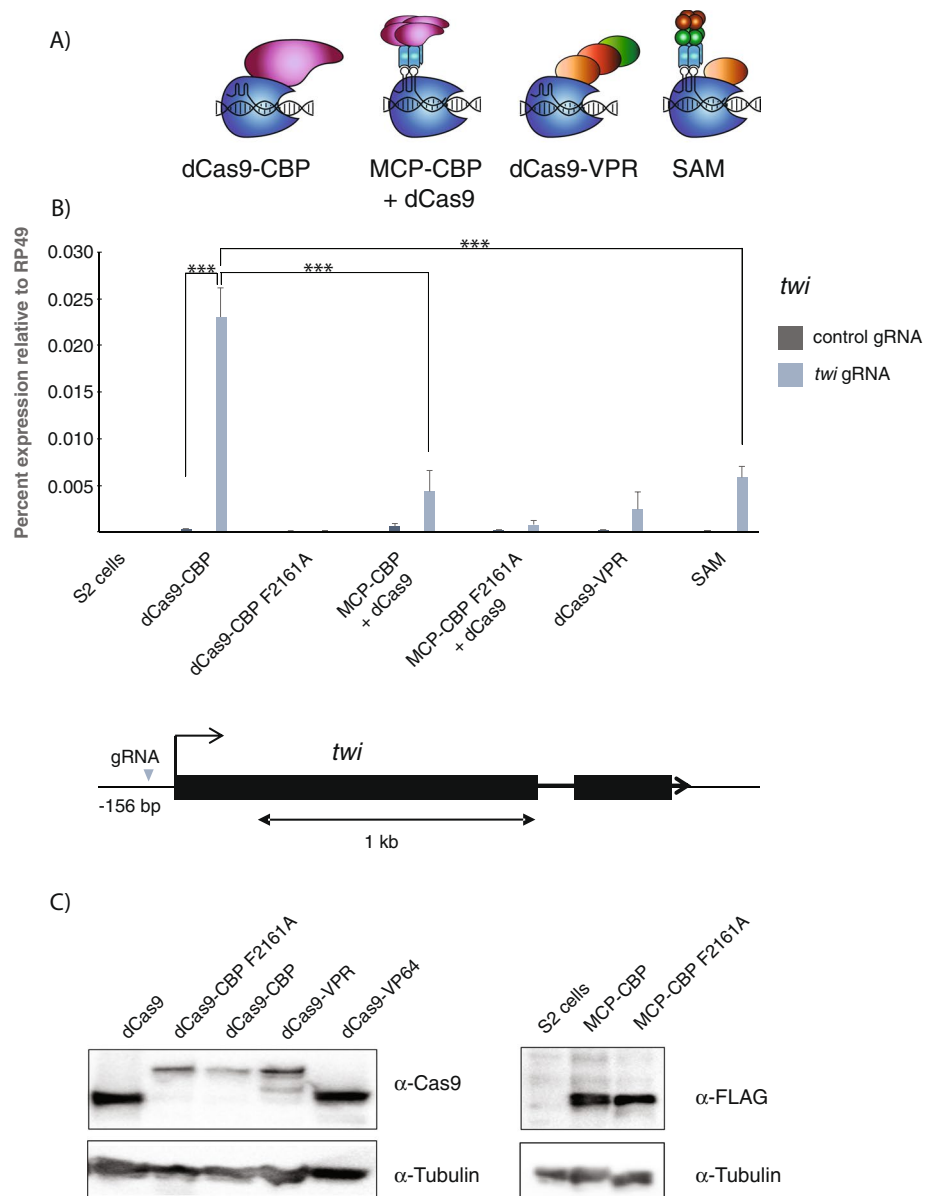 A)
dCas9-CBP
MCP-CBP
+ dCas9
dCas9-VPR
SAM
B)
Percent expression relative to RP49
0.030
0.025
0.020
0.015
0.010
0.005
***
***
***
twi
control gRNA
twi gRNA
S2 cells
dCas9-CBP
dCas9-CBP F2161A
MCP-CBP
+ dCas9
MCP-CBP F2161A
+ dCas9
dCas9-VPR
SAM
gRNA
twi
-156 bp
1 kb
C)
dCas9
dCas9-CBP F2161A
dCas9-CBP
dCas9-VPR
dCas9-VP64
S2 cells
MCP-CBP
MCP-CBP F2161A
α-Cas9
α-FLAG
α-Tubulin
α-Tubulin